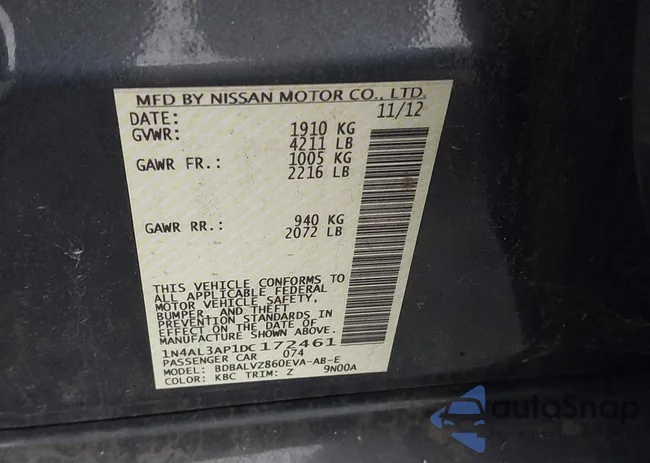 MFD BY NISSAN MOTOR CO., LTD.
DATE: 11/12
GVWR: 1910 KG
4211 LB
GAWR FR.: 1005 KG
2216 LB
GAWR RR.: 940 KG
2072 LB
THIS VEHICLE CONFORMS TO
ALL APPLICABLE FEDERAL
MOTOR VEHICLE SAFETY,
BUMPER, AND THEFT
PREVENTION STANDARDS IN
EFFECT ON THE DATE OF
MANUFACTURE SHOWN ABOVE.
1N4AL3AP1DC172461
PASSENGER CAR 074
MODEL: BDBALVZ860EVA-AB-E
COLOR: KBC TRIM: Z 9N00A
autoSnap